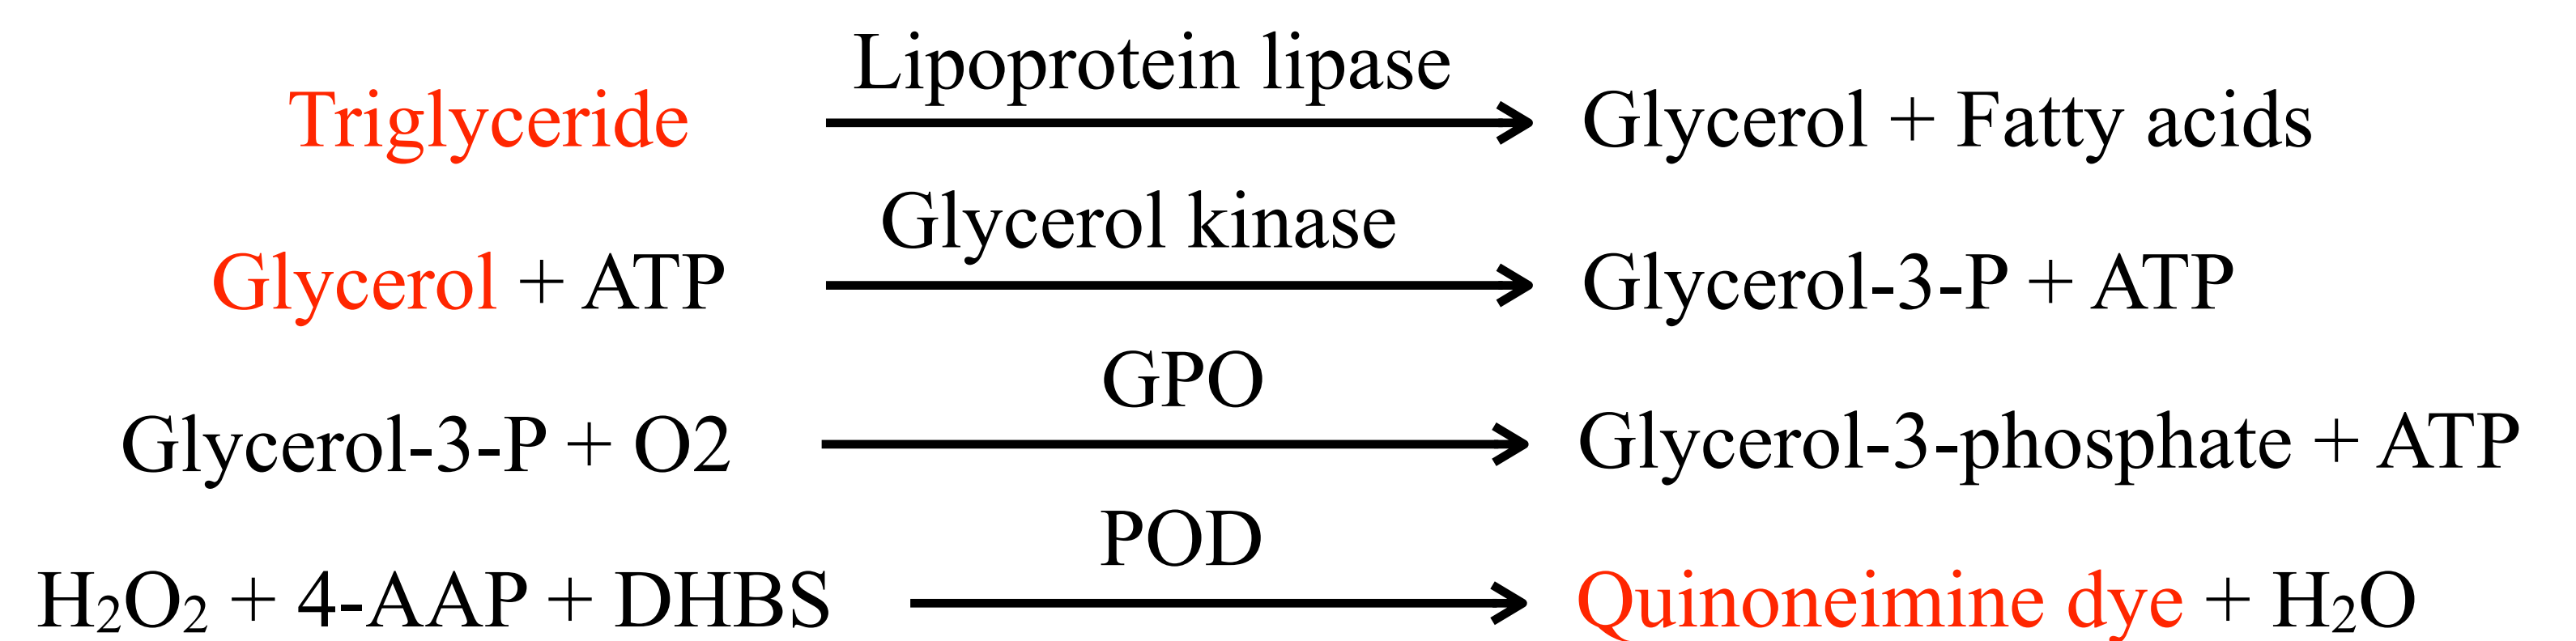 Lipoprotein lipase
Triglyceride → Glycerol + Fatty acids
Glycerol kinase
Glycerol + ATP → Glycerol-3-P + ATP
GPO
Glycerol-3-P + O2 → Glycerol-3-phosphate + ATP
POD
H₂O₂ + 4-AAP + DHBS → Quinoneimine dye + H₂O